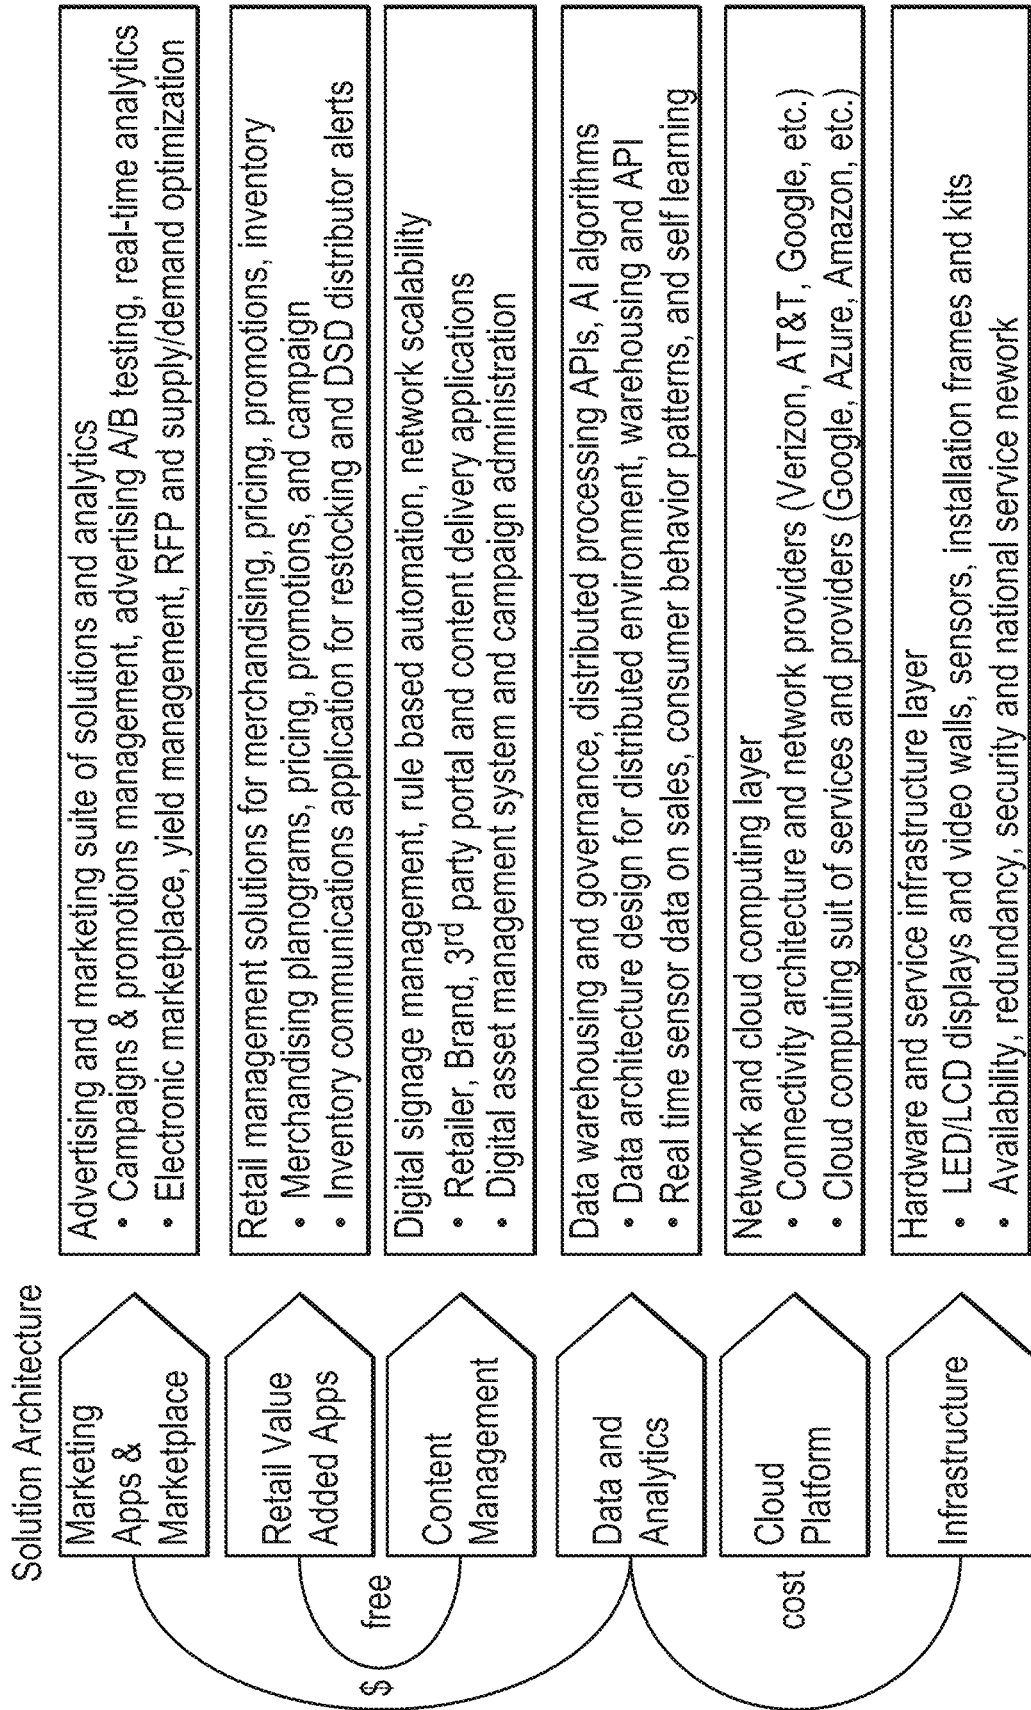 Solution Architecture
$
free
cost
Marketing
Apps &
Marketplace
Advertising and marketing suite of solutions and analytics
• Campaigns & promotions management, advertising A/B testing, real-time analytics
• Electronic marketplace, yield management, RFP and supply/demand optimization
Retail Value
Added Apps
Retail management solutions for merchandising, pricing, promotions, inventory
• Merchandising planograms, pricing, promotions, and campaign
• Inventory communications application for restocking and DSD distributor alerts
Content
Management
Digital signage management, rule based automation, network scalability
• Retailer, Brand, 3rd party portal and content delivery applications
• Digital asset management system and campaign administration
Data and
Analytics
Data warehousing and governance, distributed processing APIs, AI algorithms
• Data architecture design for distributed environment, warehousing and API
• Real time sensor data on sales, consumer behavior patterns, and self learning
Cloud
Platform
Network and cloud computing layer
• Connectivity architecture and network providers (Verizon, AT&T, Google, etc.)
• Cloud computing suit of services and providers (Google, Azure, Amazon, etc.)
Infrastructure
Hardware and service infrastructure layer
• LED/LCD displays and video walls, sensors, installation frames and kits
• Availability, redundancy, security and national service nework